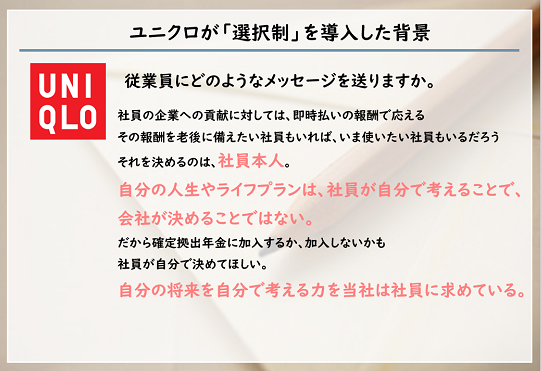 ユニクロが「選択制」を導入した背景
UNI
QLO
従業員にどのようなメッセージを送りますか。
社員の企業への貢献に対しては、即時払いの報酬で応える
その報酬を老後に備えたい社員もいれば、いま使いたい社員もいるだろう
それを決めるのは、社員本人。
自分の人生やライフプランは、社員が自分で考えることで、
会社が決めることではない。
だから確定拠出年金に加入するか、加入しないかも
社員が自分で決めてほしい。
自分の将来を自分で考える力を当社は社員に求めている。